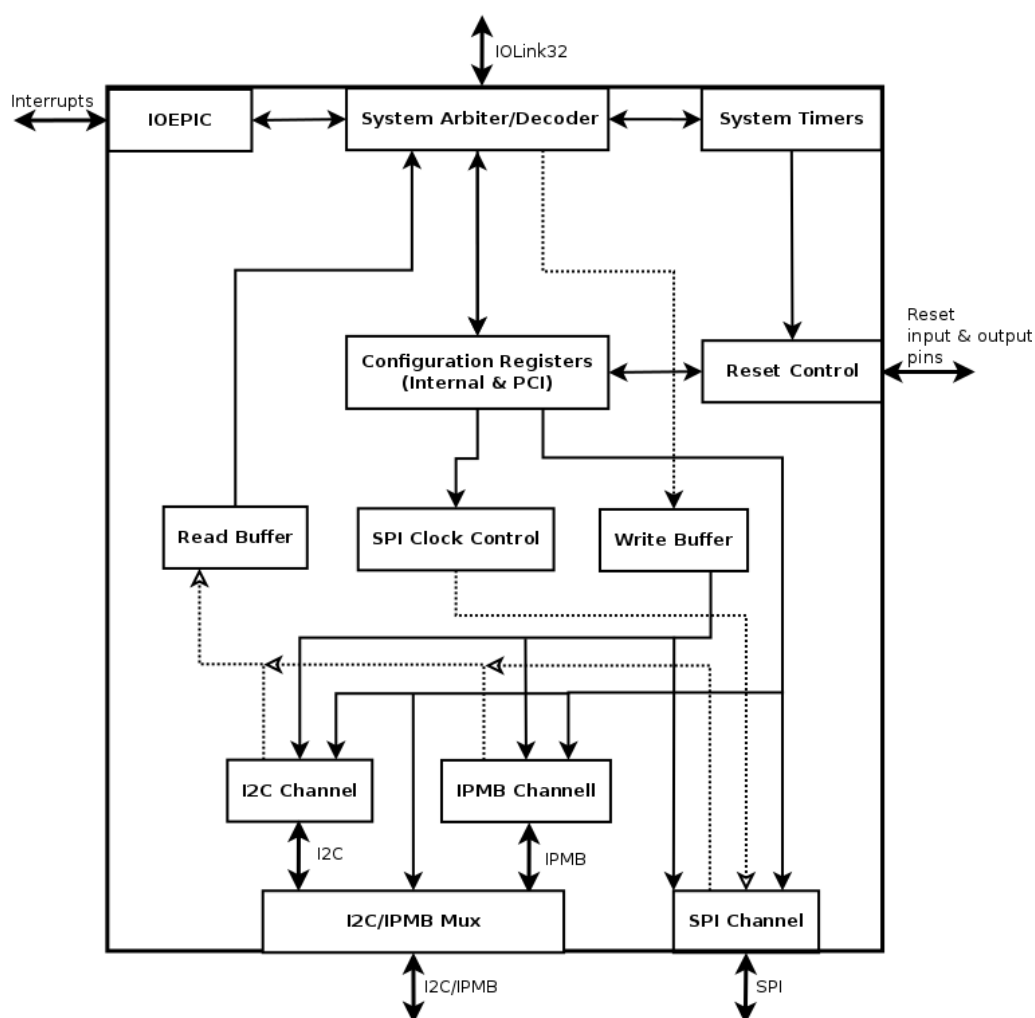 IOLink32
Interrupts
IOEPIC
System Arbiter/Decoder
System Timers
Reset
input & output
pins
Configuration Registers
(Internal & PCI)
Reset Control
Read Buffer
SPI Clock Control
Write Buffer
I2C Channel
IPMB Channell
I2C
IPMB
I2C/IPMB Mux
SPI Channel
I2C/IPMB
SPI